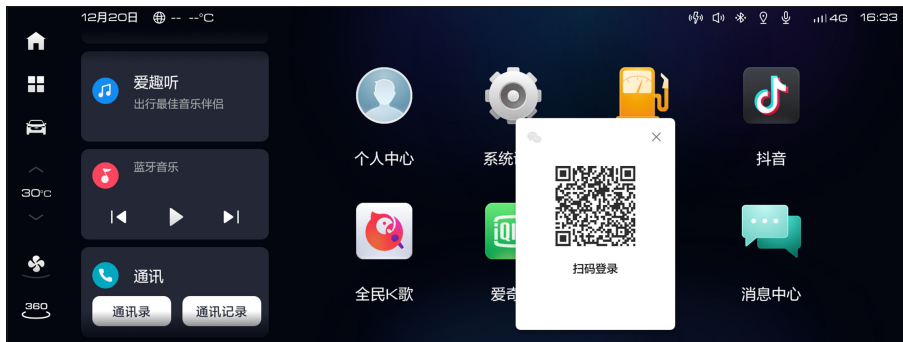 12月20日 -- --°C
4G 16:33
爱趣听
出行最佳音乐伴侣
蓝牙音乐
30°C
通讯
通讯录 通讯记录
360
个人中心
系统
抖音
扫码登录
全民K歌
iQI
爱奇
消息中心